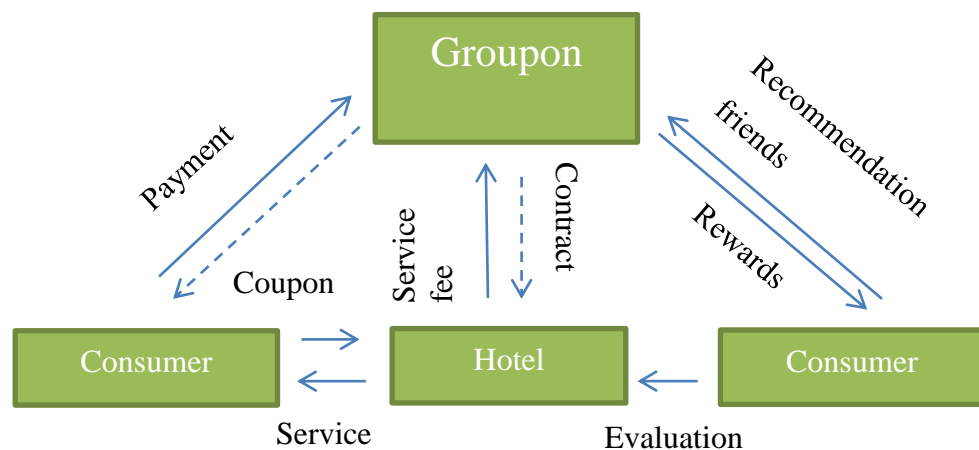 Groupon
Payment
Coupon
Service
fee
Contract
Recommendation
friends
Rewards
Consumer
Hotel
Consumer
Service
Evaluation